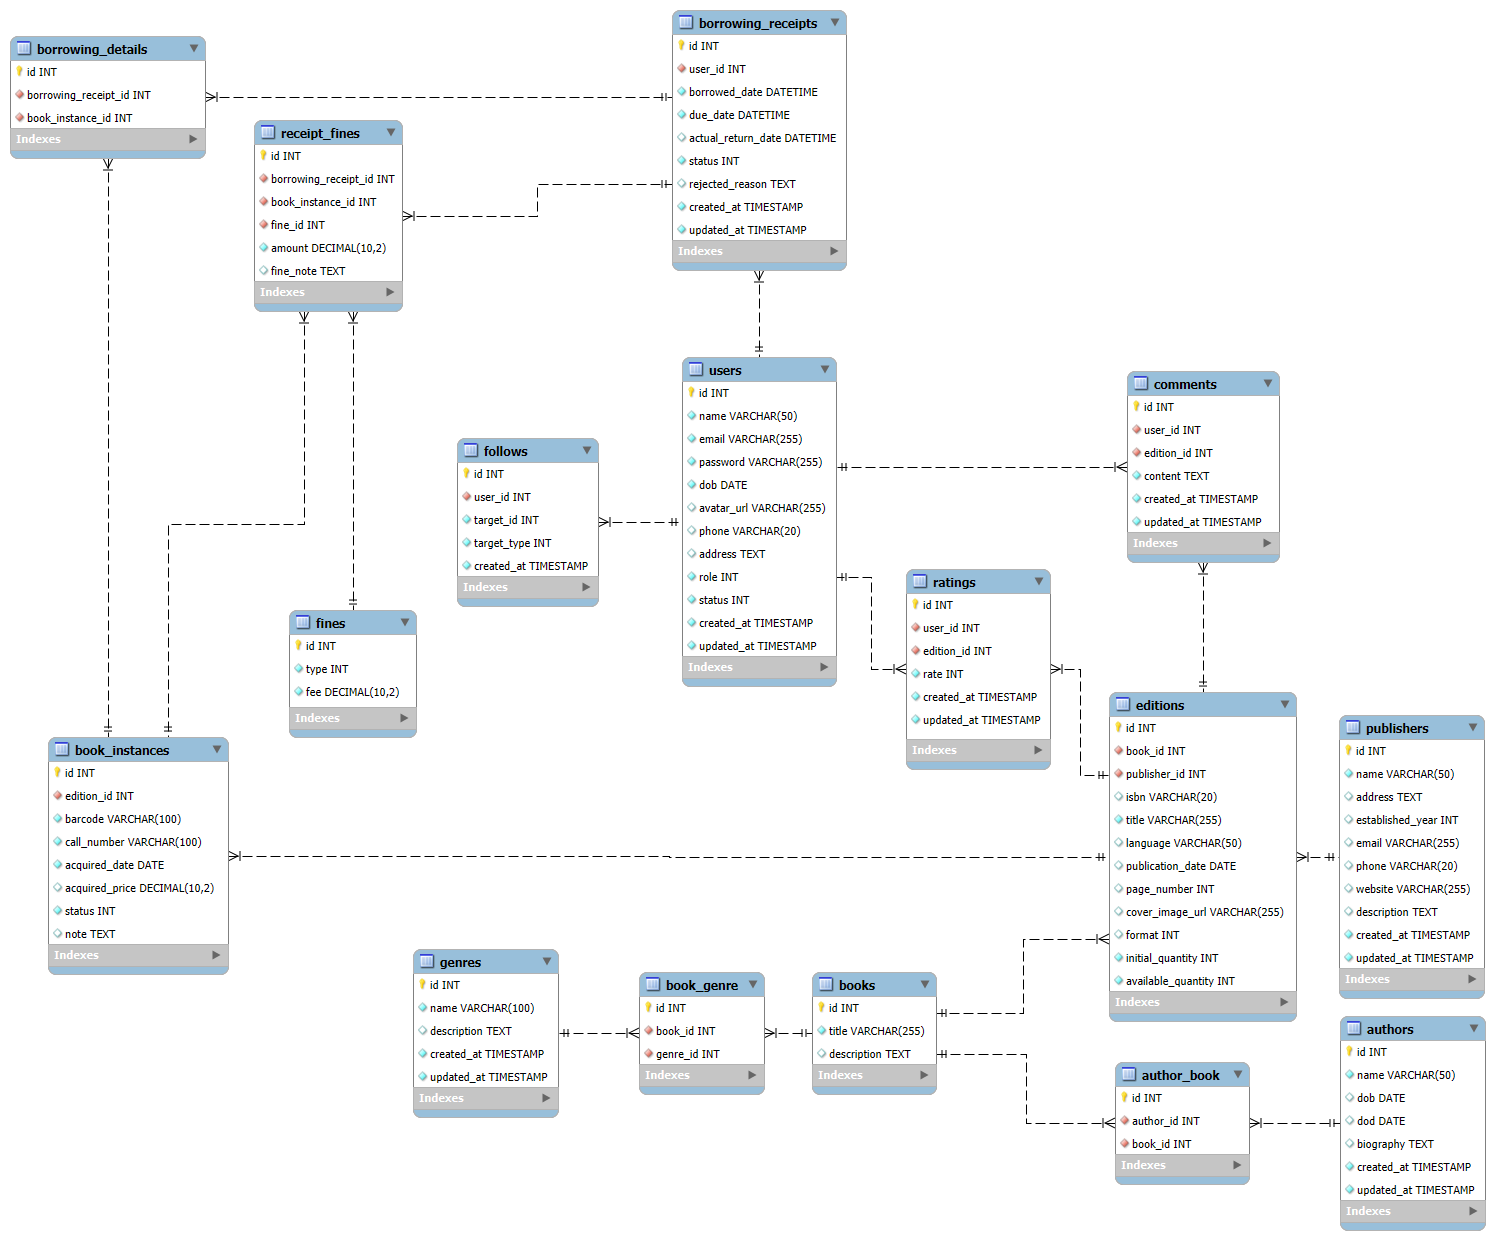 borrowing_details
id INT
borrowing_receipt_id INT
book_instance_id INT
Indexes
borrowing_receipts
id INT
user_id INT
borrowed_date DATETIME
due_date DATETIME
actual_return_date DATETIME
status INT
rejected_reason TEXT
created_at TIMESTAMP
updated_at TIMESTAMP
Indexes
receipt_fines
id INT
borrowing_receipt_id INT
book_instance_id INT
fine_id INT
amount DECIMAL(10,2)
fine_note TEXT
Indexes
users
id INT
name VARCHAR(50)
email VARCHAR(255)
password VARCHAR(255)
dob DATE
avatar_url VARCHAR(255)
phone VARCHAR(20)
address TEXT
role INT
status INT
created_at TIMESTAMP
updated_at TIMESTAMP
Indexes
comments
id INT
user_id INT
edition_id INT
content TEXT
created_at TIMESTAMP
updated_at TIMESTAMP
Indexes
follows
id INT
user_id INT
target_id INT
target_type INT
created_at TIMESTAMP
Indexes
ratings
id INT
user_id INT
edition_id INT
rate INT
created_at TIMESTAMP
updated_at TIMESTAMP
Indexes
fines
id INT
type INT
fee DECIMAL(10,2)
Indexes
editions
id INT
book_id INT
publisher_id INT
isbn VARCHAR(20)
title VARCHAR(255)
language VARCHAR(50)
publication_date DATE
page_number INT
cover_image_url VARCHAR(255)
format INT
initial_quantity INT
available_quantity INT
Indexes
publishers
id INT
name VARCHAR(50)
address TEXT
established_year INT
email VARCHAR(255)
phone VARCHAR(20)
website VARCHAR(255)
description TEXT
created_at TIMESTAMP
updated_at TIMESTAMP
Indexes
book_instances
id INT
edition_id INT
barcode VARCHAR(100)
call_number VARCHAR(100)
acquired_date DATE
acquired_price DECIMAL(10,2)
status INT
note TEXT
Indexes
genres
id INT
name VARCHAR(100)
description TEXT
created_at TIMESTAMP
updated_at TIMESTAMP
Indexes
book_genre
id INT
book_id INT
genre_id INT
Indexes
books
id INT
title VARCHAR(255)
description TEXT
Indexes
author_book
id INT
author_id INT
book_id INT
Indexes
authors
id INT
name VARCHAR(50)
dob DATE
dod DATE
biography TEXT
created_at TIMESTAMP
updated_at TIMESTAMP
Indexes